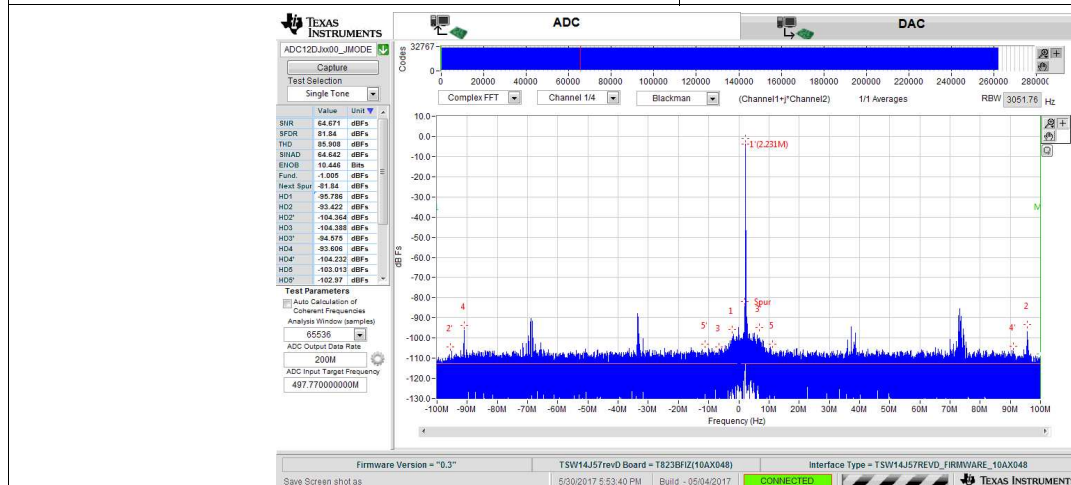 TEXAS INSTRUMENTS
ADC
DAC
ADC12DJxx00_JMODE
Capture
Test Selection
Single Tone
Value Unit
SNR 64.671 dBFs
SFDR 81.84 dBFs
THD 85.908 dBFs
SINAD 64.642 dBFs
ENOB 10.446 Bits
Fund. -1.005 dBFs
Next Spur -81.84 dBFs
HD1 -95.786 dBFs
HD2 -93.422 dBFs
HD2' -104.364 dBFs
HD3 -104.388 dBFs
HD3' -94.575 dBFs
HD4 -93.606 dBFs
HD4' -104.232 dBFs
HD5 -103.013 dBFs
HD5' -102.97 dBFs
Test Parameters
Auto Calculation of
Coherent Frequencies
Analysis Window (samples)
65536
ADC Output Data Rate
200M
ADC Input Target Frequency
497.770000000M
Codes
32767
0
0 20000 40000 60000 80000 100000 120000 140000 160000 180000 200000 220000 240000 260000 28000
Complex FFT Channel 1/4 Blackman (Channel1+j*Channel2) 1/1 Averages RBW 3051.76 Hz
dBFs
10.0
0.0
-10.0
-20.0
-30.0
-40.0
-50.0
-60.0
-70.0
-80.0
-90.0
-100.0
-110.0
-120.0
-130.0
1'(2.231M)
M
Spur
2' 4 5' 3 1 3' 5 4' 2
-100M -90M -80M -70M -60M -50M -40M -30M -20M -10M 0 10M 20M 30M 40M 50M 60M 70M 80M 90M 100M
Frequency (Hz)
Firmware Version = "0.3" TSW14J57revD Board = T823BFIZ(10AX048) Interface Type = TSW14J57REVD_FIRMWARE_10AX048
Save Screen shot as 5/30/2017 5:53:40 PM Build - 05/04/2017 CONNECTED TEXAS INSTRUMENTS